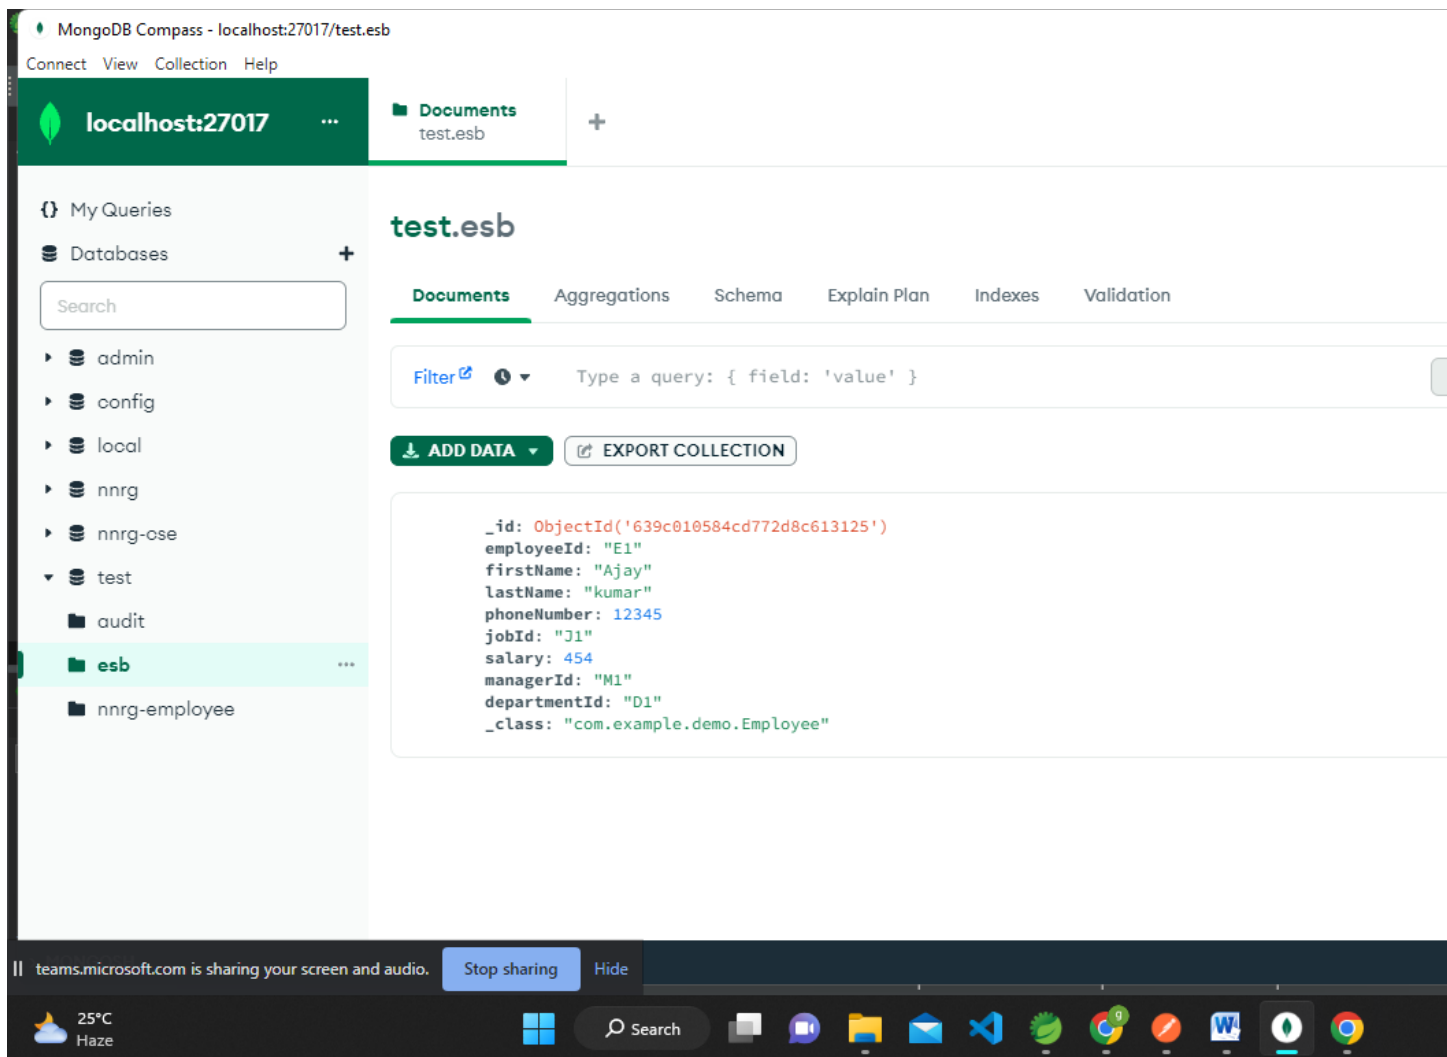 MongoDB Compass - localhost:27017/test.esb
Connect View Collection Help
localhost:27017 ...
Documents
test.esb
+
{} My Queries
Databases +
Search
admin
config
local
nnrg
nnrg-cse
test
audit
esb ...
nnrg-employee
test.esb
Documents Aggregations Schema Explain Plan Indexes Validation
Filter Type a query: { field: 'value' }
ADD DATA EXPORT COLLECTION
_id: ObjectId('639c010584cd772d8c613125')
employeeId: "E1"
firstName: "Ajay"
lastName: "kumar"
phoneNumber: 12345
jobId: "J1"
salary: 454
managerId: "M1"
departmentId: "D1"
_class: "com.example.demo.Employee"
teams.microsoft.com is sharing your screen and audio. Stop sharing Hide
25°C
Haze
Search
g
W